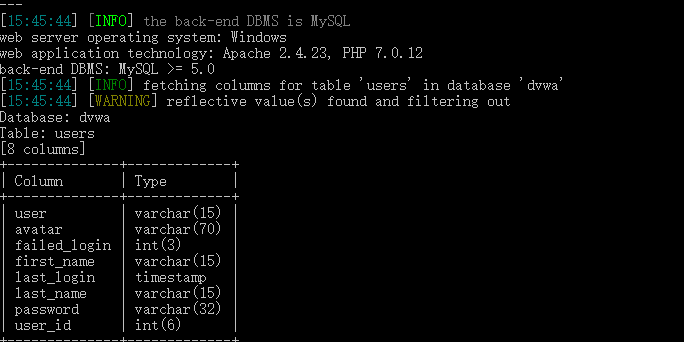 ---
[15:45:44] [INFO] the back-end DBMS is MySQL
web server operating system: Windows
web application technology: Apache 2.4.23, PHP 7.0.12
back-end DBMS: MySQL >= 5.0
[15:45:44] [INFO] fetching columns for table 'users' in database 'dvwa'
[15:45:44] [WARNING] reflective value(s) found and filtering out
Database: dvwa
Table: users
[8 columns]
+--------------+-------------+
| Column       | Type        |
+--------------+-------------+
| user         | varchar(15) |
| avatar       | varchar(70) |
| failed_login | int(3)      |
| first_name   | varchar(15) |
| last_login   | timestamp   |
| last_name    | varchar(15) |
| password     | varchar(32) |
| user_id      | int(6)      |
+--------------+-------------+